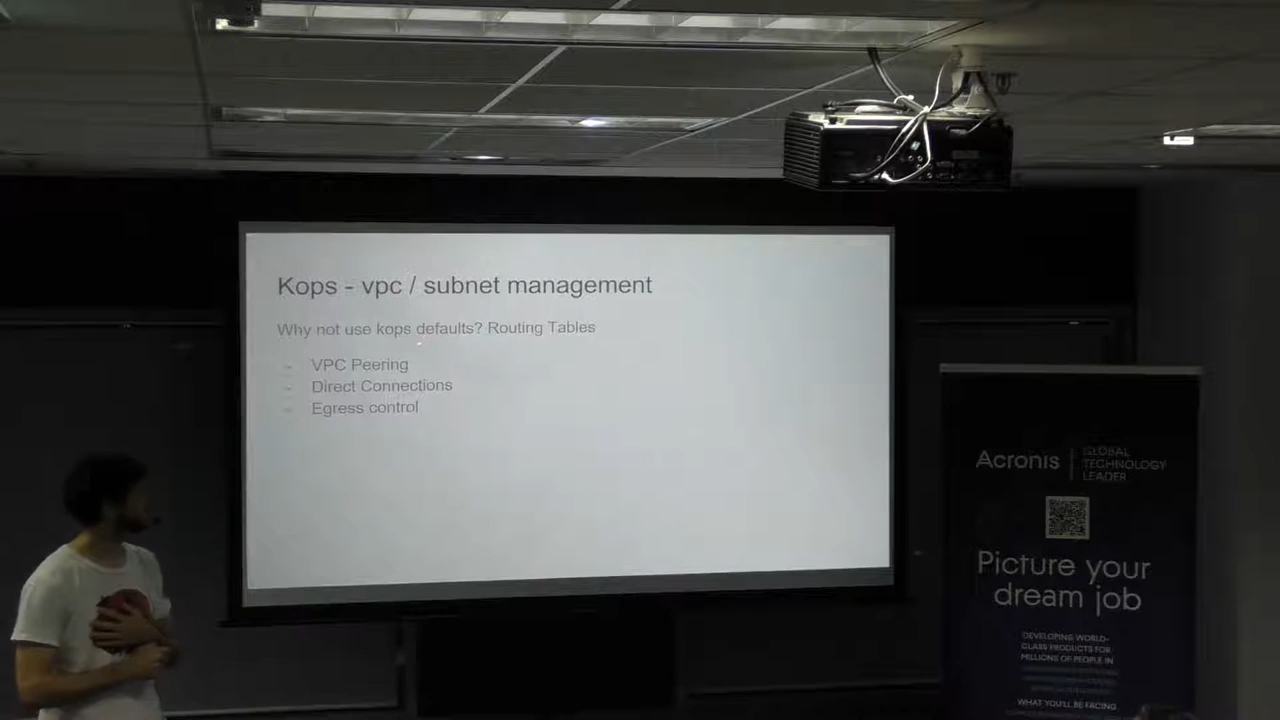 Kops - vpc / subnet management
Why not use kops defaults? Routing Tables
- VPC Peering
- Direct Connections
- Egress control
Acronis
GLOBAL
TECHNOLOGY
LEADER
Picture your
dream job
DEVELOPING WORLD-
CLASS PRODUCTS FOR
MILLIONS OF PEOPLE IN
WHAT YOU'LL BE FACING